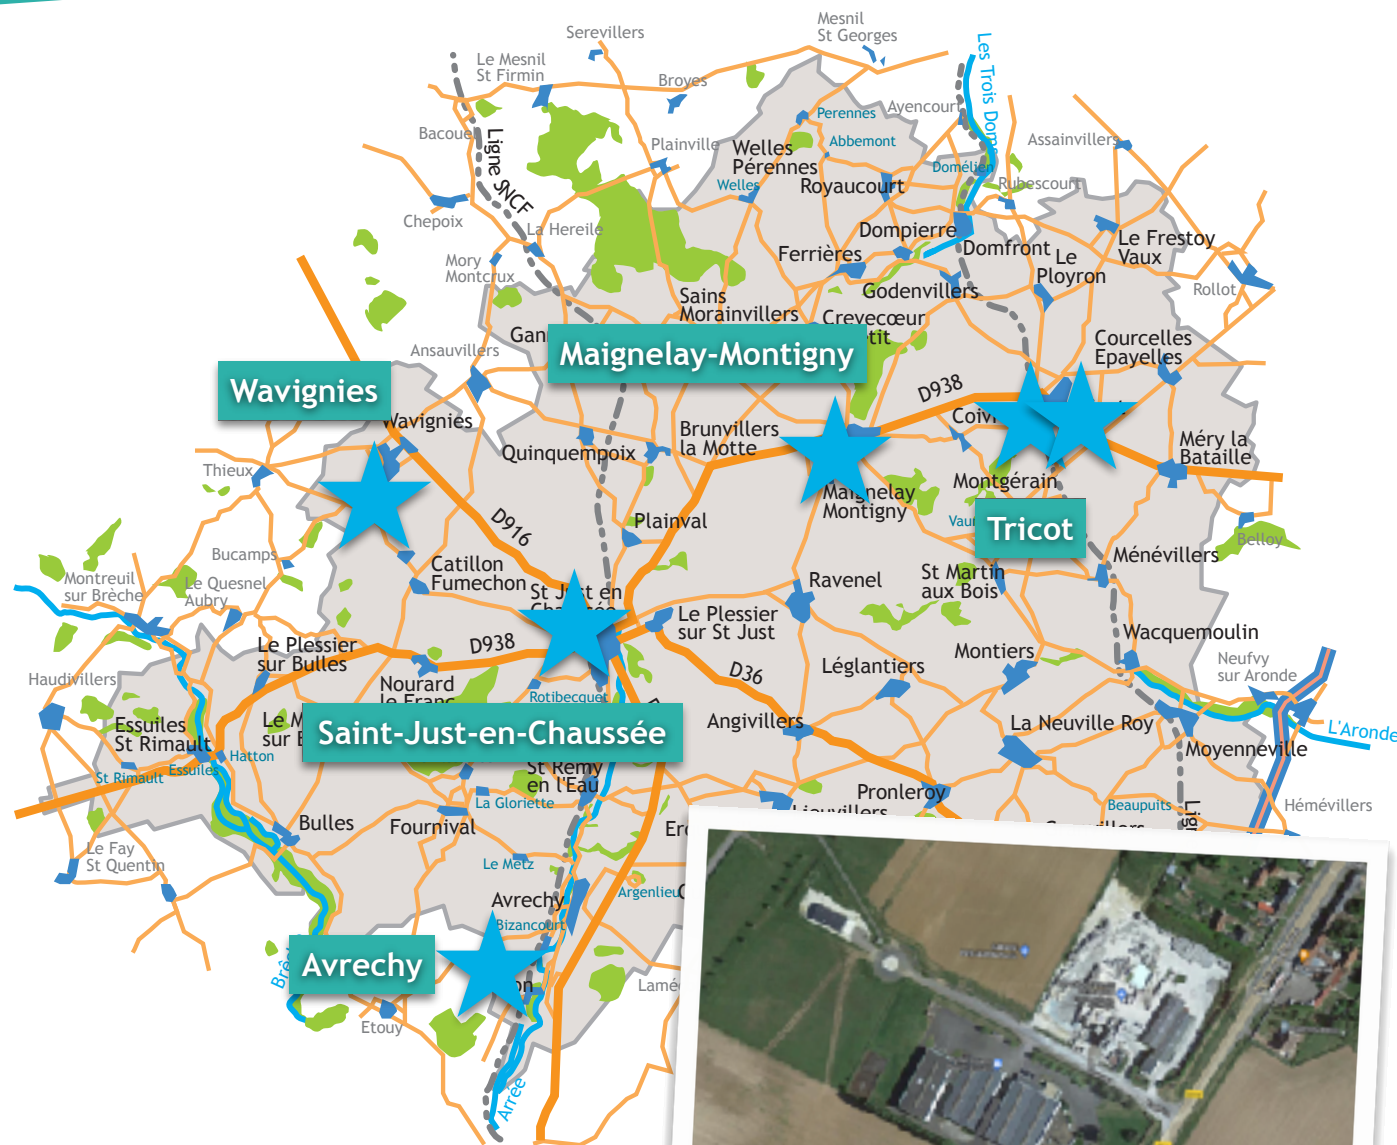 Serevillers
Mesnil
St Georges
Le Mesnil
St Firmin
Broyes
Les Trois Doms
Perennes
Ayencourt
Bacouel
Ligne SNCF
Plainville
Welles
Pérennes
Abbemont
Assainvillers
Domélien
Welles
Royaucourt
Rubescourt
Chepoix
La Hereile
Dompierre
Domfront
Le Frestoy
Vaux
Mory
Montcrux
Ferrières
Le
Ployron
Godenvillers
Rollot
Sains
Morainvillers
Crevecœur
Maignelay-Montigny
Ansauvillers
Courcelles
Epayelles
Wavignies
D938
Wavignies
Brunvillers
la Motte
Quinquempoix
Méry la
Bataille
Thieux
Montgérain
Maignelay
Montigny
Tricot
D916
Plainval
Belloy
Bucamps
Ménévillers
Catillon
Fumechon
Montreuil
sur Brèche
Le Quesnel
Aubry
Ravenel
St Martin
aux Bois
St Just en
Le Plessier
sur St Just
D938
Le Plessier
sur Bulles
Wacquemoulin
Montiers
Léglantiers
D36
Neufvy
sur Aronde
Haudivillers
Nourard
le Franc
Rotibecquet
Essuiles
St Rimault
Saint-Just-en-Chaussée
Angivillers
La Neuville Roy
L'Aronde
Moyenneville
Hatton
Essuiles
St Rimault
St Remy
en l'Eau
La Gloriette
Pronleroy
Lieuvillers
Beaupuits
Hémévillers
Bulles
Fournival
Le Fay
St Quentin
Le Metz
Avrechy
Argenlieu
Bizancourt
Avrechy
Etouy
Arrée